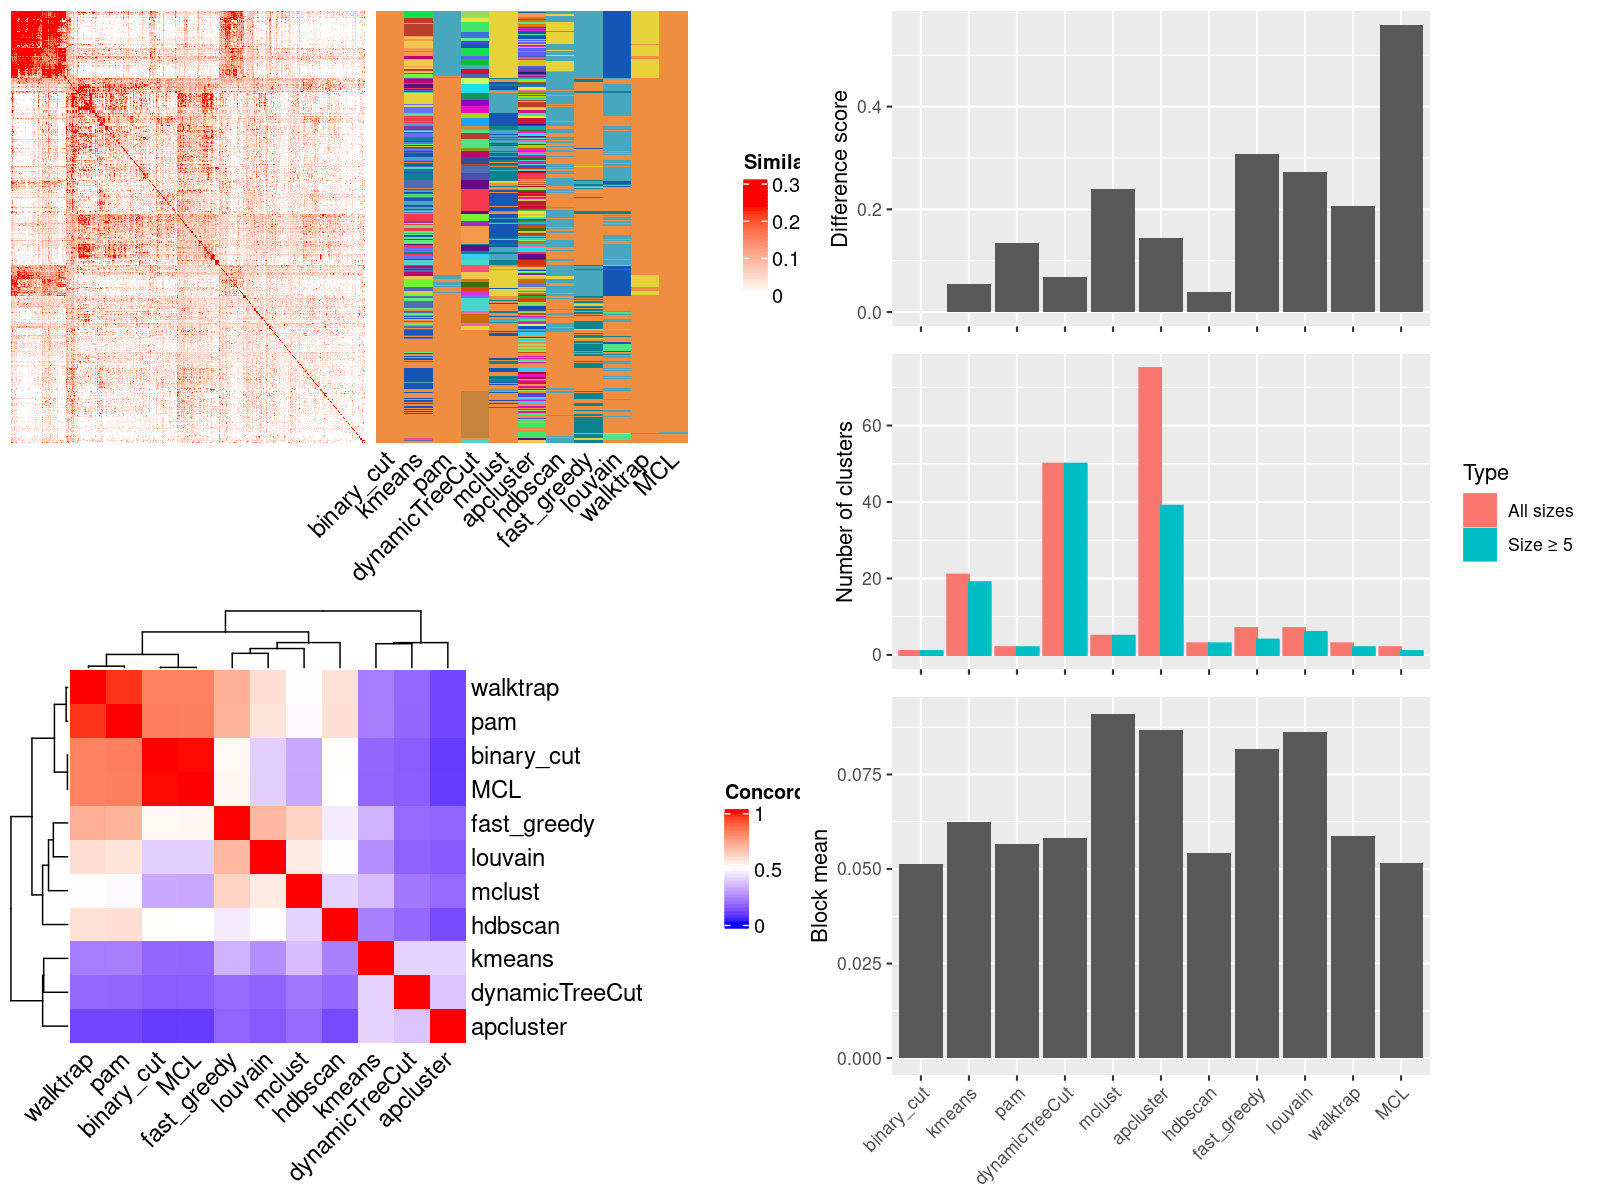 Simila
0.3
0.2
0.1
0
binary_cut
kmeans
pam
dynamicTreeCut
mclust
apcluster
hdbscan
fast_greedy
louvain
walktrap
MCL
walktrap
pam
binary_cut
MCL
fast_greedy
louvain
mclust
hdbscan
kmeans
dynamicTreeCut
apcluster
Concord
1
0.5
0
walktrap
pam
binary_cut
MCL
fast_greedy
louvain
mclust
hdbscan
kmeans
dynamicTreeCut
apcluster
Difference score
0.4
0.2
0.0
Number of clusters
60
40
20
0
Type
All sizes
Size ≥ 5
Block mean
0.075
0.050
0.025
0.000
binary_cut
kmeans
pam
dynamicTreeCut
mclust
apcluster
hdbscan
fast_greedy
louvain
walktrap
MCL